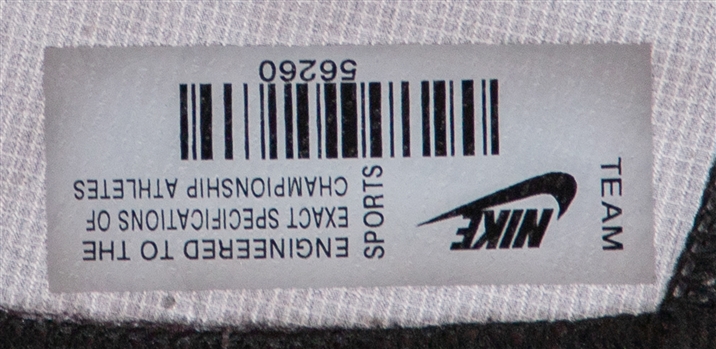 TEAM
NIKE
SPORTS
ENGINEERED TO THE
EXACT SPECIFICATIONS OF
CHAMPIONSHIP ATHLETES
56260